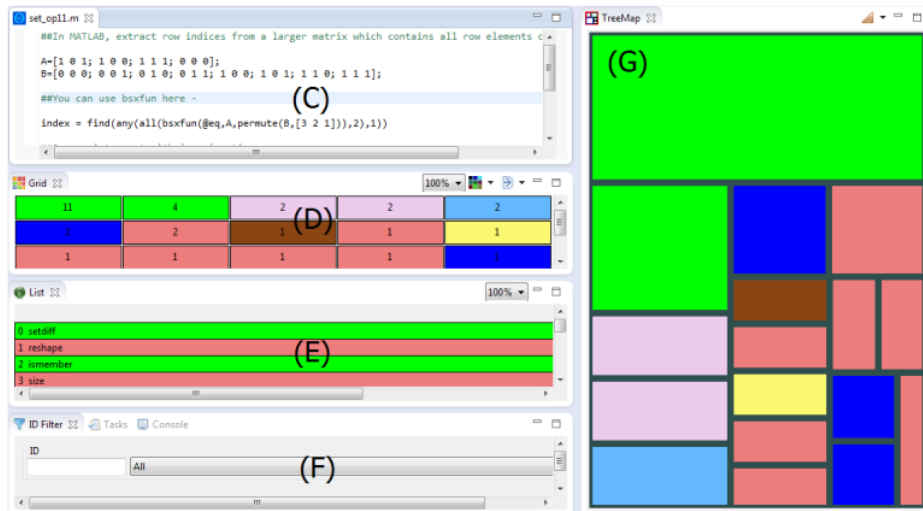 set_op11.m
##In MATLAB, extract row indices from a larger matrix which contains all row elements
A=[1 0 1; 1 0 0; 1 1 1; 0 0 0];
B=[0 0 0; 0 0 1; 0 1 0; 0 1 1; 1 0 0; 1 0 1; 1 1 0; 1 1 1];
##You can use bsxfun here -
(C)
index = find(any(all(bsxfun(@eq,A,permute(B,[3 2 1])),2),1))
Grid
100%
11 4 2 2 2
(D)
2 2 1 1 1
1 1 1 1 1
List
100%
0 setdiff
1 reshape
(E)
2 ismember
3 size
ID Filter Tasks Console
ID
All
(F)
TreeMap
(G)